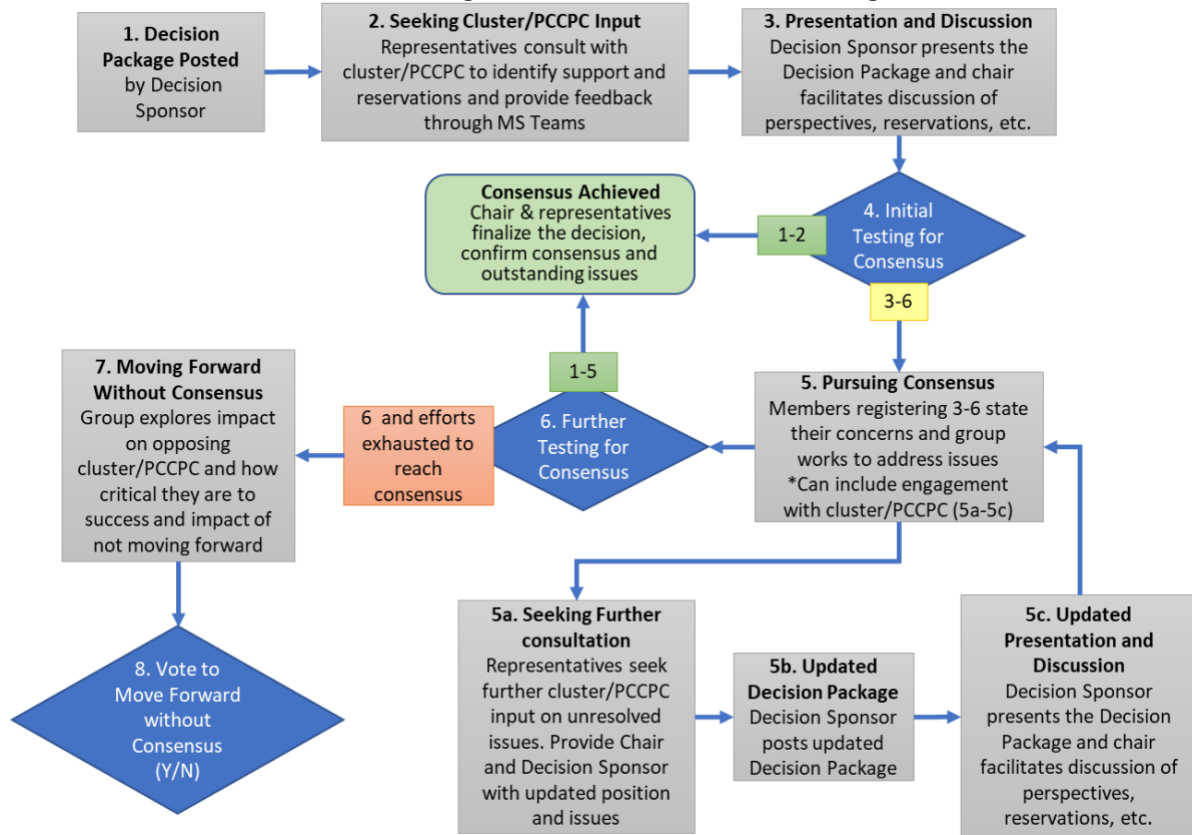 1. Decision
Package Posted
by Decision
Sponsor
2. Seeking Cluster/PCCPC Input
Representatives consult with
cluster/PCCPC to identify support and
reservations and provide feedback
through MS Teams
3. Presentation and Discussion
Decision Sponsor presents the
Decision Package and chair
facilitates discussion of
perspectives, reservations, etc.
Consensus Achieved
Chair & representatives
finalize the decision,
confirm consensus and
outstanding issues
1-2
4. Initial
Testing for
Consensus
3-6
7. Moving Forward
Without Consensus
Group explores impact
on opposing
cluster/PCCPC and how
critical they are to
success and impact of
not moving forward
6 and efforts
exhausted to
reach
consensus
1-5
6. Further
Testing for
Consensus
5. Pursuing Consensus
Members registering 3-6 state
their concerns and group
works to address issues
*Can include engagement
with cluster/PCCPC (5a-5c)
8. Vote to
Move Forward
without
Consensus
(Y/N)
5a. Seeking Further
consultation
Representatives seek
further cluster/PCCPC
input on unresolved
issues. Provide Chair
and Decision Sponsor
with updated position
and issues
5b. Updated
Decision Package
Decision Sponsor
posts updated
Decision Package
5c. Updated
Presentation and
Discussion
Decision Sponsor
presents the Decision
Package and chair
facilitates discussion of
perspectives,
reservations, etc.